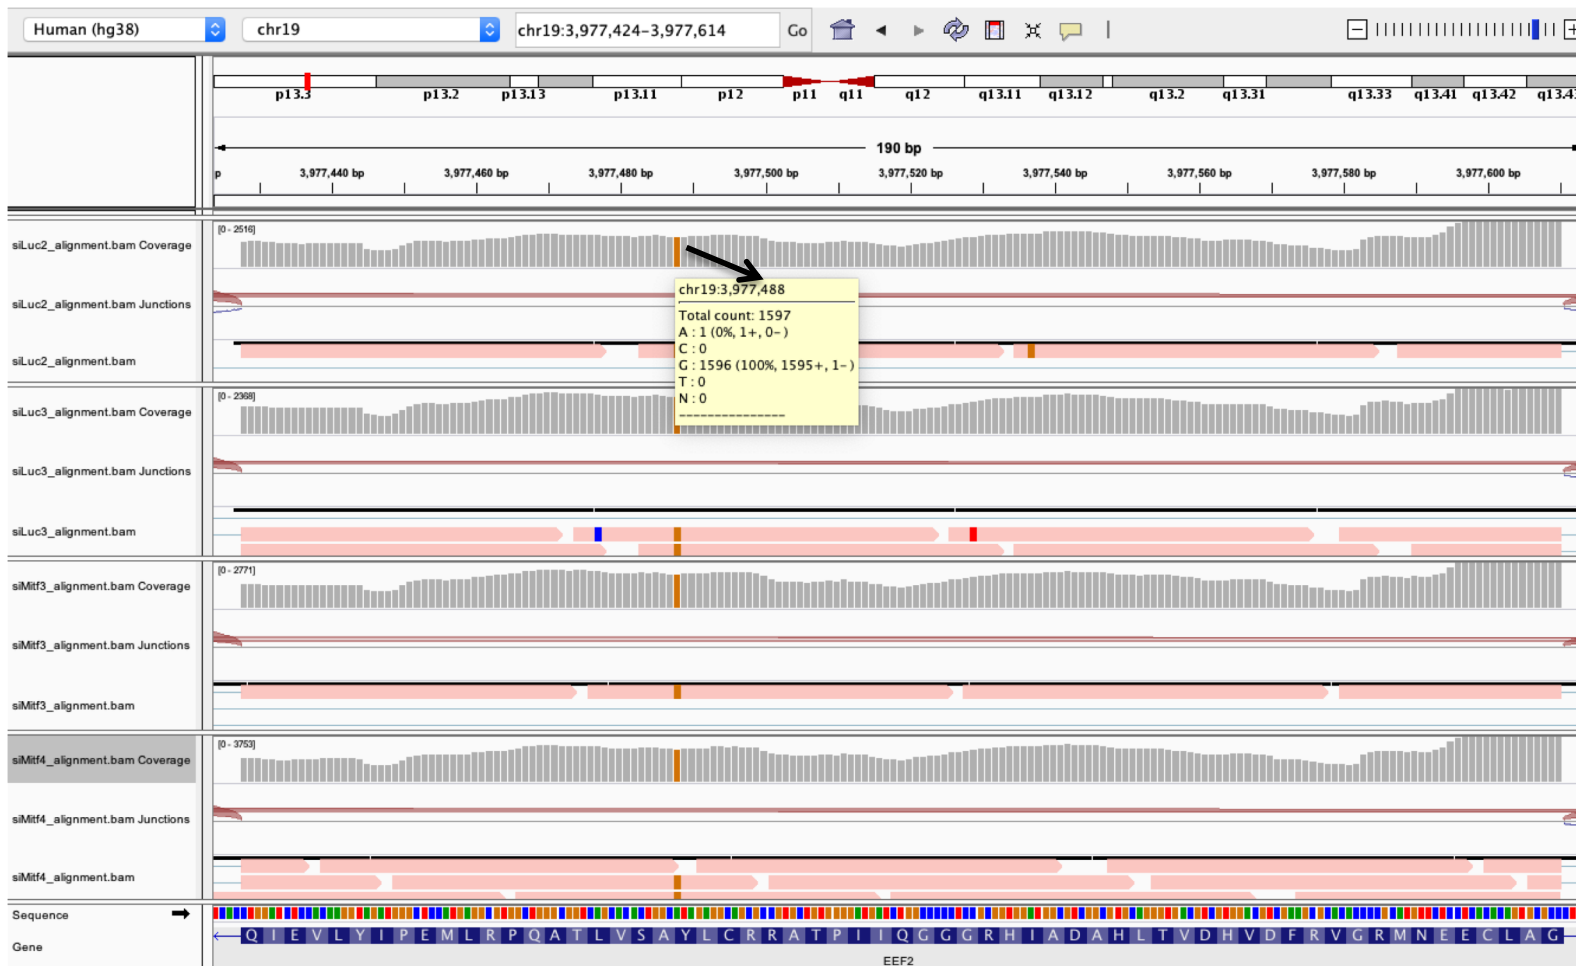 Human (hg38)
chr19
chr19:3,977,424–3,977,614
Go
p13.3 p13.2 p13.13 p13.11 p12 p11 q11 q12 q13.11 q13.12 q13.2 q13.31 q13.33 q13.41 q13.42 q13.43
190 bp
p 3,977,440 bp 3,977,460 bp 3,977,480 bp 3,977,500 bp 3,977,520 bp 3,977,540 bp 3,977,560 bp 3,977,580 bp 3,977,600 bp
[0 - 2516]
siLuc2_alignment.bam Coverage
chr19:3,977,488
Total count: 1597
A : 1 (0%, 1+, 0- )
C : 0
G : 1596 (100%, 1595+, 1- )
T : 0
N : 0
---------------
siLuc2_alignment.bam Junctions
siLuc2_alignment.bam
[0 - 2368]
siLuc3_alignment.bam Coverage
siLuc3_alignment.bam Junctions
siLuc3_alignment.bam
[0 - 2771]
siMitf3_alignment.bam Coverage
siMitf3_alignment.bam Junctions
siMitf3_alignment.bam
[0 - 3753]
siMitf4_alignment.bam Coverage
siMitf4_alignment.bam Junctions
siMitf4_alignment.bam
Sequence
Gene
Q I E V L Y I P E M L R P Q A T L V S A Y L C R R A T P I I Q G G G R H I A D A H L T V D H V D F R V G R M N E E C L A G
EEF2